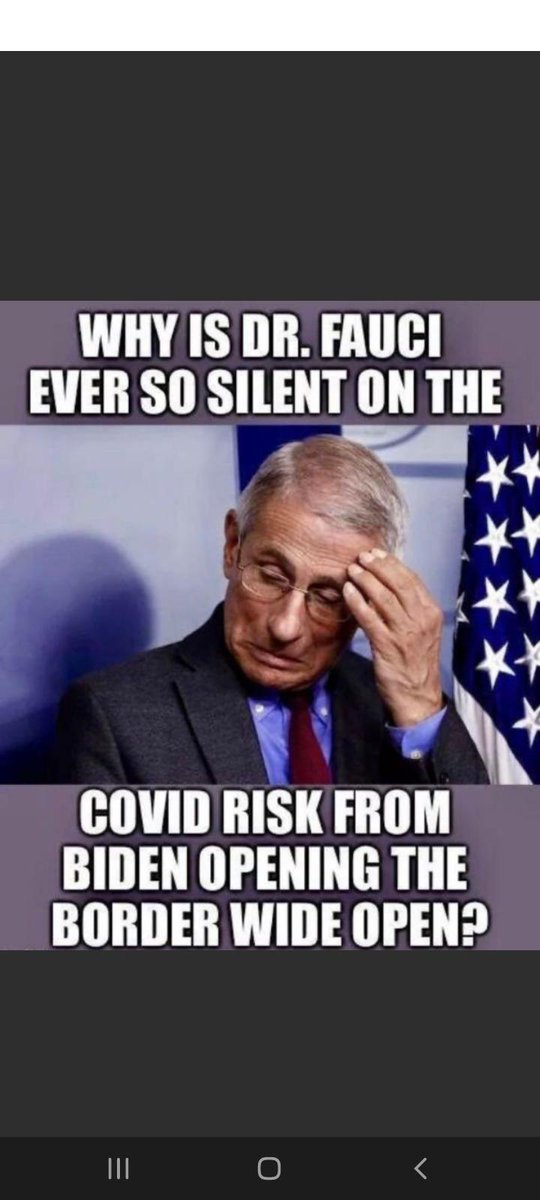 WHY IS DR. FAUCI
EVER SO SILENT ON THE
COVID RISK FROM
BIDEN OPENING THE
BORDER WIDE OPEN?